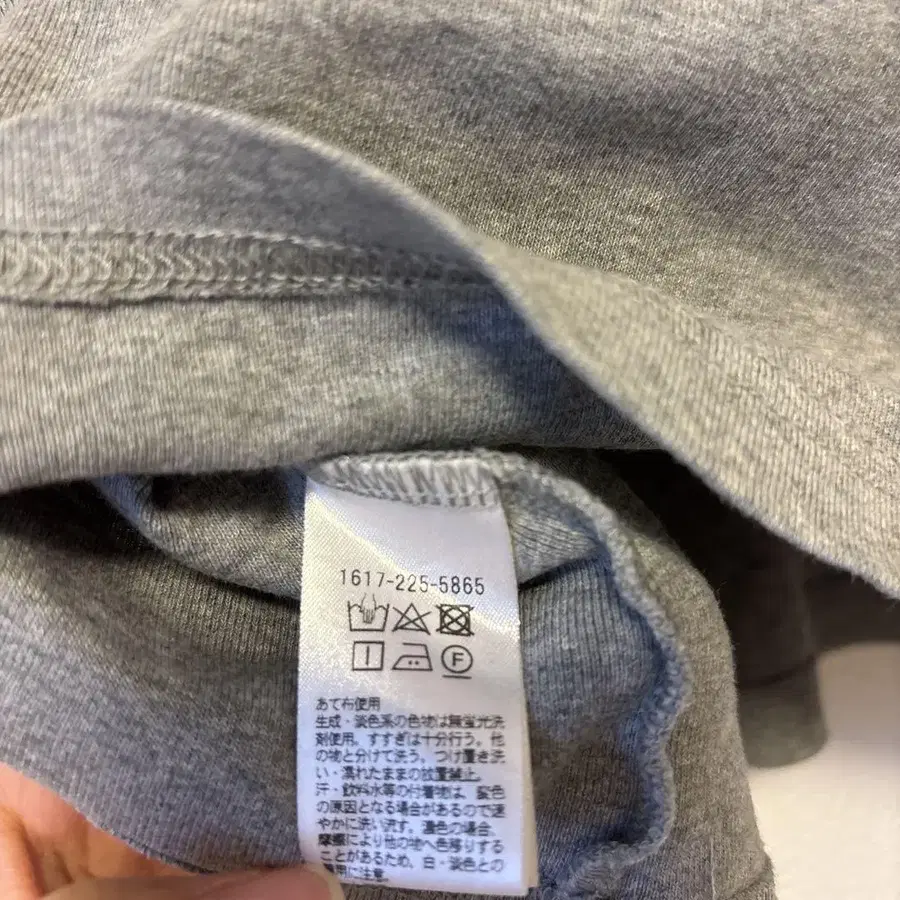 1617-225-5865
F
あて布使用
生成・淡色系の色物は無蛍光洗
剤使用。すすぎは十分行う。他
の物と分けて洗う。つけ置き洗
い・濡れたままの放置禁止。
汗・飲料水等の付着物は、変色
の原因となる場合があるので速
やかに洗い流す。濃色の場合、
摩擦により他の物へ色移りする
ことがあるため、白・淡色との